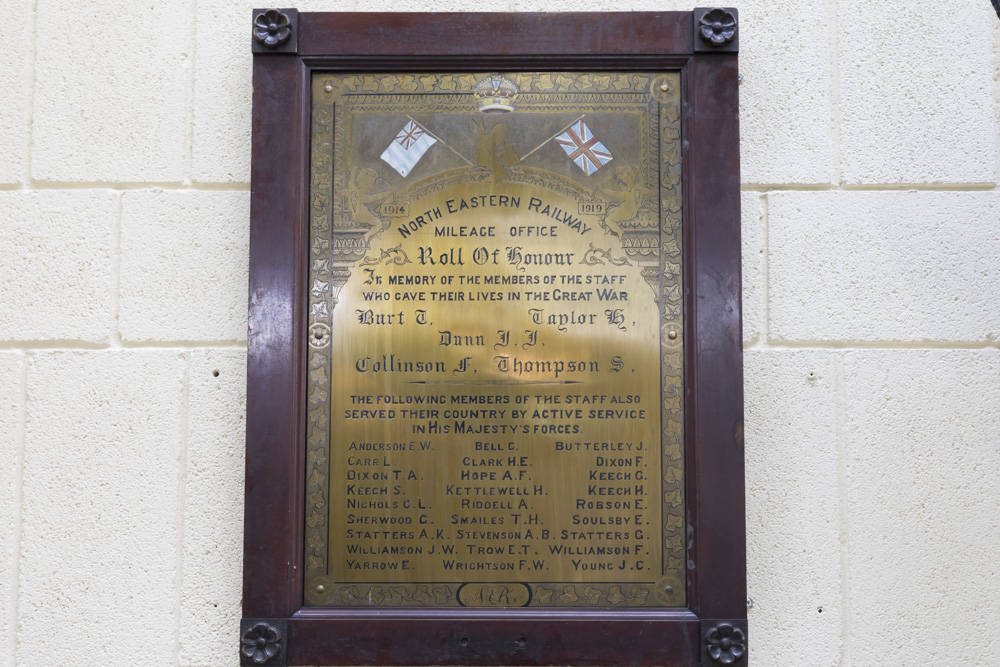 1914 1919
NORTH EASTERN RAILWAY
MILEAGE OFFICE
Roll Of Honour
IN MEMORY OF THE MEMBERS OF THE STAFF
WHO GAVE THEIR LIVES IN THE GREAT WAR
Burt T, Taylor H,
Dunn J.J.
Collinson F, Thompson S.
THE FOLLOWING MEMBERS OF THE STAFF ALSO
SERVED THEIR COUNTRY BY ACTIVE SERVICE
IN HIS MAJESTY'S FORCES.
ANDERSON E.W. BELL G. BUTTERLEY J.
CARR L. CLARK H.E. DIXON F.
DIXON T.A. HOPE A.F. KEECH G.
KEECH S. KETTLEWELL H. KEECH H.
NICHOLS G.L. RIDDELL A. ROBSON E.
SHERWOOD G. SMAILES T.H. SOULSBY E.
STATTERS A.K. STEVENSON A.B. STATTERS G.
WILLIAMSON J.W. TROW E.T. WILLIAMSON F.
YARROW E. WRIGHTSON F.W. YOUNG J.C.
N.E.R.